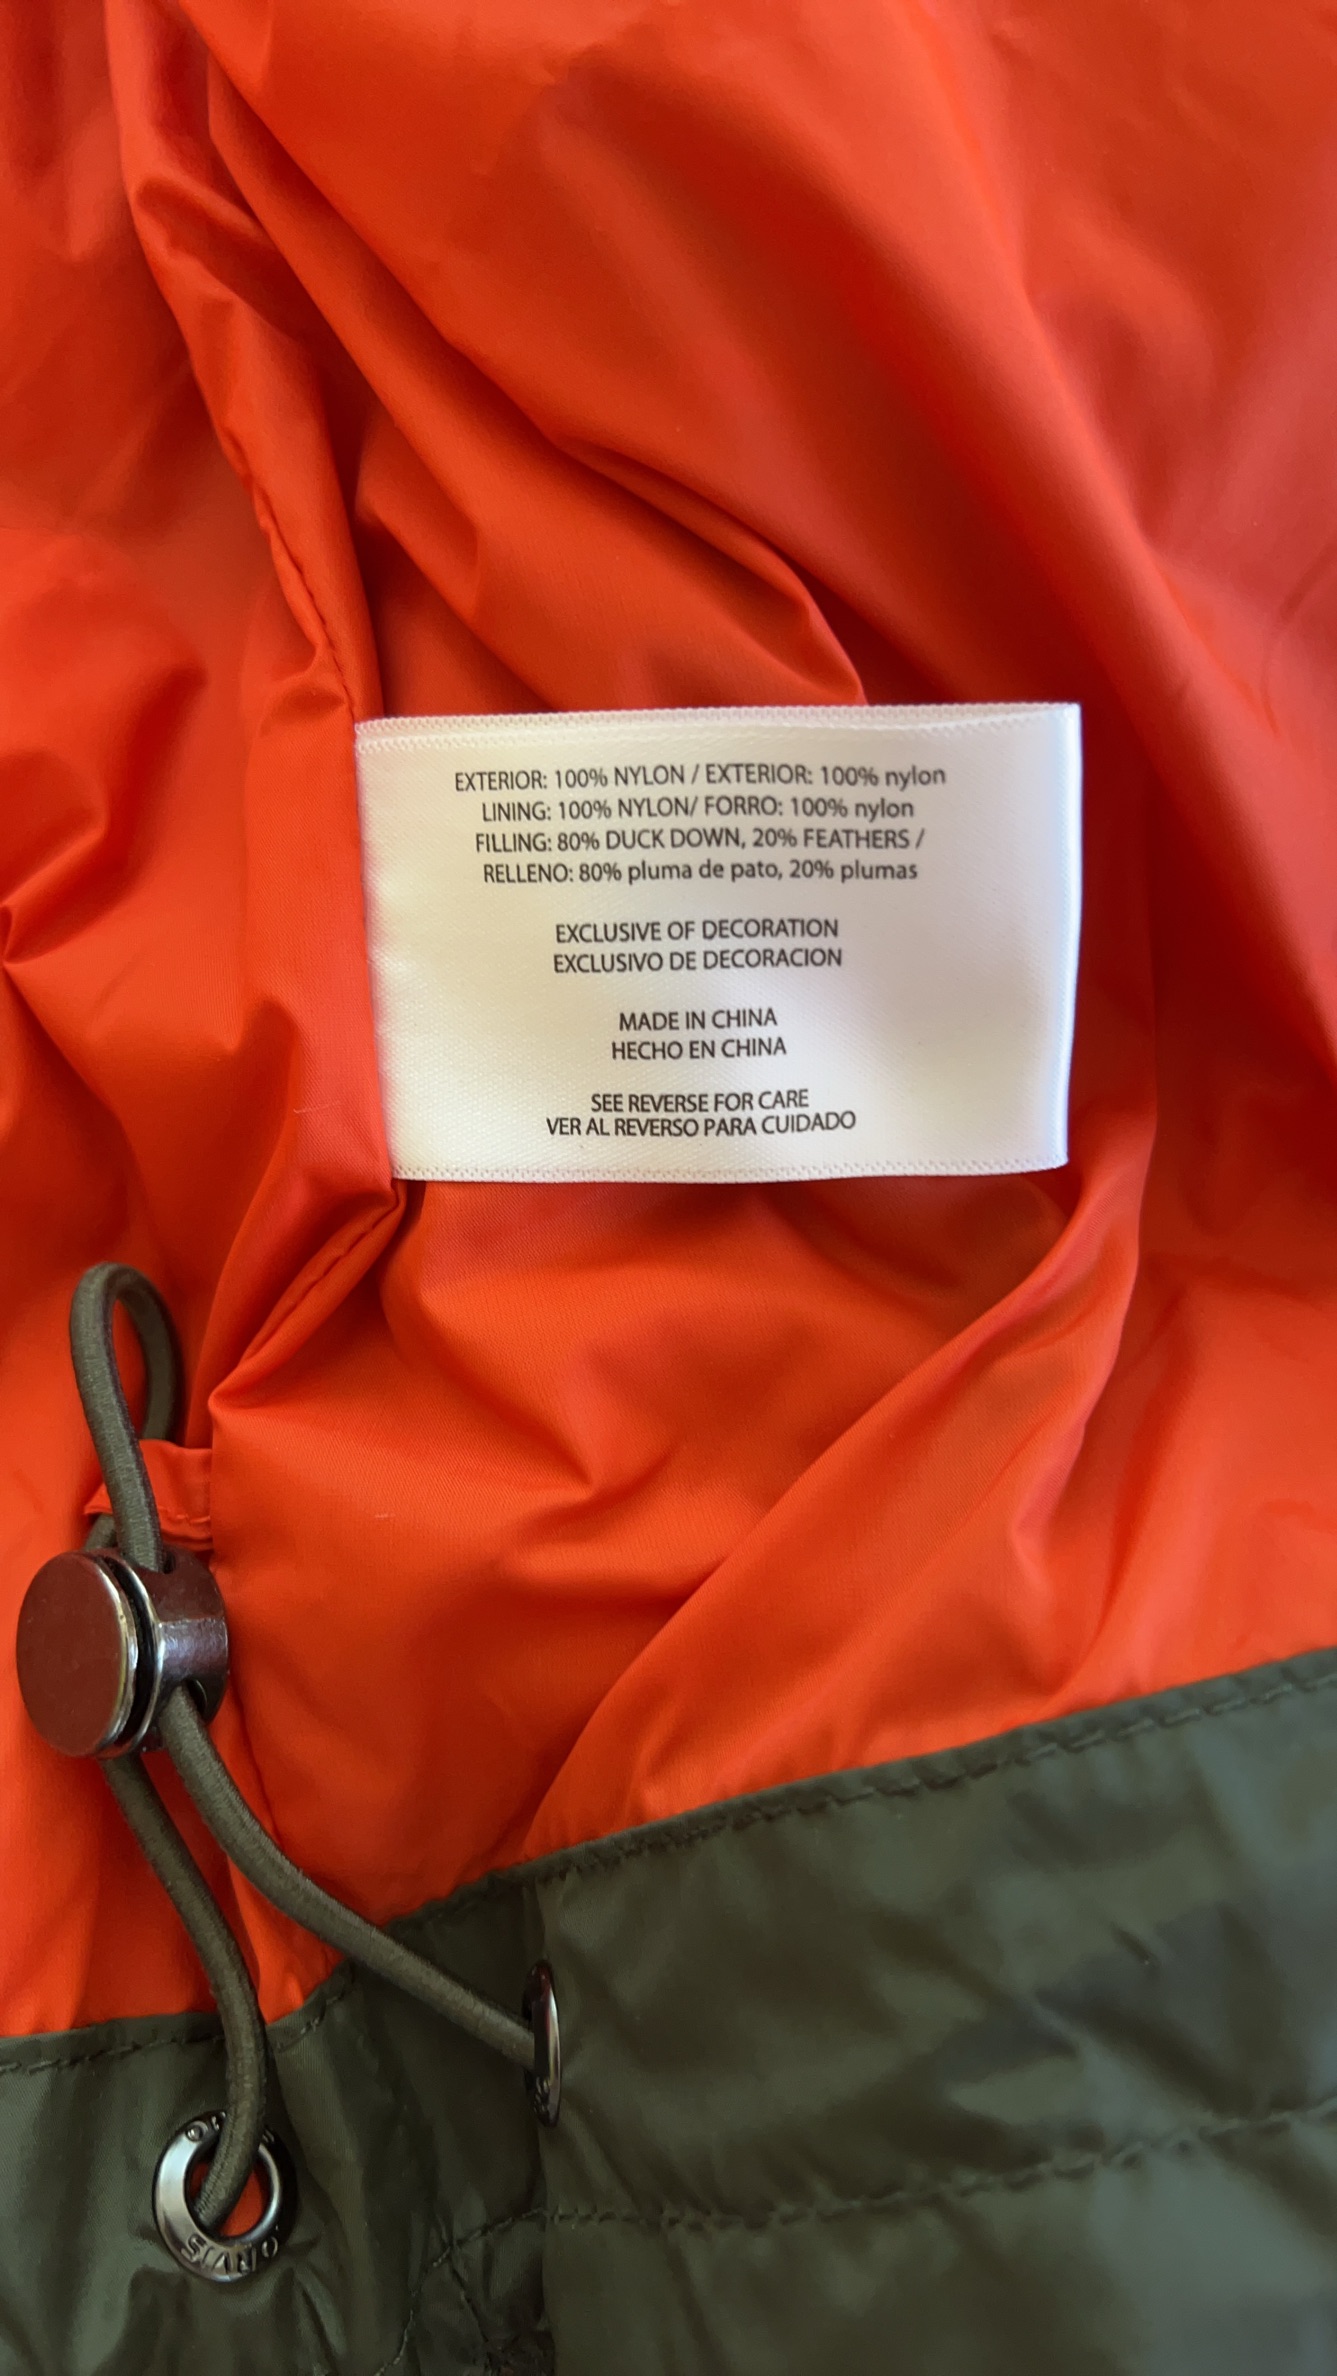 EXTERIOR: 100% NYLON / EXTERIOR: 100% nylon
LINING: 100% NYLON/ FORRO: 100% nylon
FILLING: 80% DUCK DOWN, 20% FEATHERS /
RELLENO: 80% pluma de pato, 20% plumas
EXCLUSIVE OF DECORATION
EXCLUSIVO DE DECORACION
MADE IN CHINA
HECHO EN CHINA
SEE REVERSE FOR CARE
VER AL REVERSO PARA CUIDADO
ORVIS